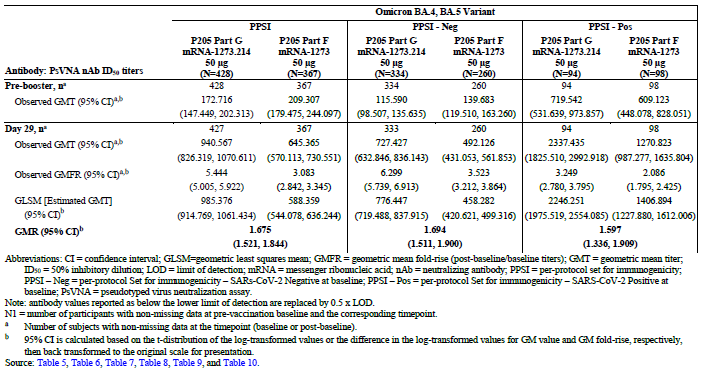 Omicron BA.4, BA.5 Variant
PPSI PPSI - Neg PPSI - Pos
P205 Part G P205 Part F P205 Part G P205 Part F P205 Part G P205 Part F
mRNA-1273.214 mRNA-1273 mRNA-1273.214 mRNA-1273 mRNA-1273.214 mRNA-1273
50 µg 50 µg 50 µg 50 µg 50 µg 50 µg
Antibody: PsVNA nAb ID50 titers (N=428) (N=367) (N=334) (N=260) (N=94) (N=98)
Pre-booster, nᵃ 428 367 334 260 94 98
Observed GMT (95% CI)ᵃ,ᵇ 172.716 209.307 115.590 139.683 719.542 609.123
(147.449, 202.313) (179.475, 244.097) (98.507, 135.635) (119.510, 163.260) (531.639, 973.857) (448.078, 828.051)
Day 29, nᵃ 427 367 333 260 94 98
Observed GMT (95% CI)ᵃ,ᵇ 940.567 645.365 727.427 492.126 2337.435 1270.823
(826.319, 1070.611) (570.113, 730.551) (632.846, 836.143) (431.053, 561.853) (1825.510, 2992.918) (987.277, 1635.804)
Observed GMFR (95% CI)ᵃ,ᵇ 5.444 3.083 6.299 3.523 3.249 2.086
(5.005, 5.922) (2.842, 3.345) (5.739, 6.913) (3.212, 3.864) (2.780, 3.795) (1.795, 2.425)
GLSM [Estimated GMT] 985.376 588.359 776.447 458.282 2246.251 1406.894
(95% CI)ᵇ (914.769, 1061.434) (544.078, 636.244) (719.488, 837.915) (420.621, 499.316) (1975.519, 2554.085) (1227.880, 1612.006)
GMR (95% CI)ᵇ 1.675 1.694 1.597
(1.521, 1.844) (1.511, 1.900) (1.336, 1.909)
Abbreviations: CI = confidence interval; GLSM=geometric least squares mean; GMFR = geometric mean fold-rise (post-baseline/baseline titers); GMT = geometric mean titer;
ID50 = 50% inhibitory dilution; LOD = limit of detection; mRNA = messenger ribonucleic acid; nAb = neutralizing antibody; PPSI = per-protocol set for immunogenicity;
PPSI – Neg = per-protocol Set for immunogenicity – SARs-CoV-2 Negative at baseline; PPSI – Pos = per-protocol Set for immunogenicity – SARS-CoV-2 Positive at
baseline; PsVNA = pseudotyped virus neutralization assay.
Note: antibody values reported as below the lower limit of detection are replaced by 0.5 x LOD.
N1 = number of participants with non-missing data at pre-vaccination baseline and the corresponding timepoint.
ᵃ Number of subjects with non-missing data at the timepoint (baseline or post-baseline).
ᵇ 95% CI is calculated based on the t-distribution of the log-transformed values or the difference in the log-transformed values for GM value and GM fold-rise, respectively,
then back transformed to the original scale for presentation.
Source: Table 5, Table 6, Table 7, Table 8, Table 9, and Table 10.